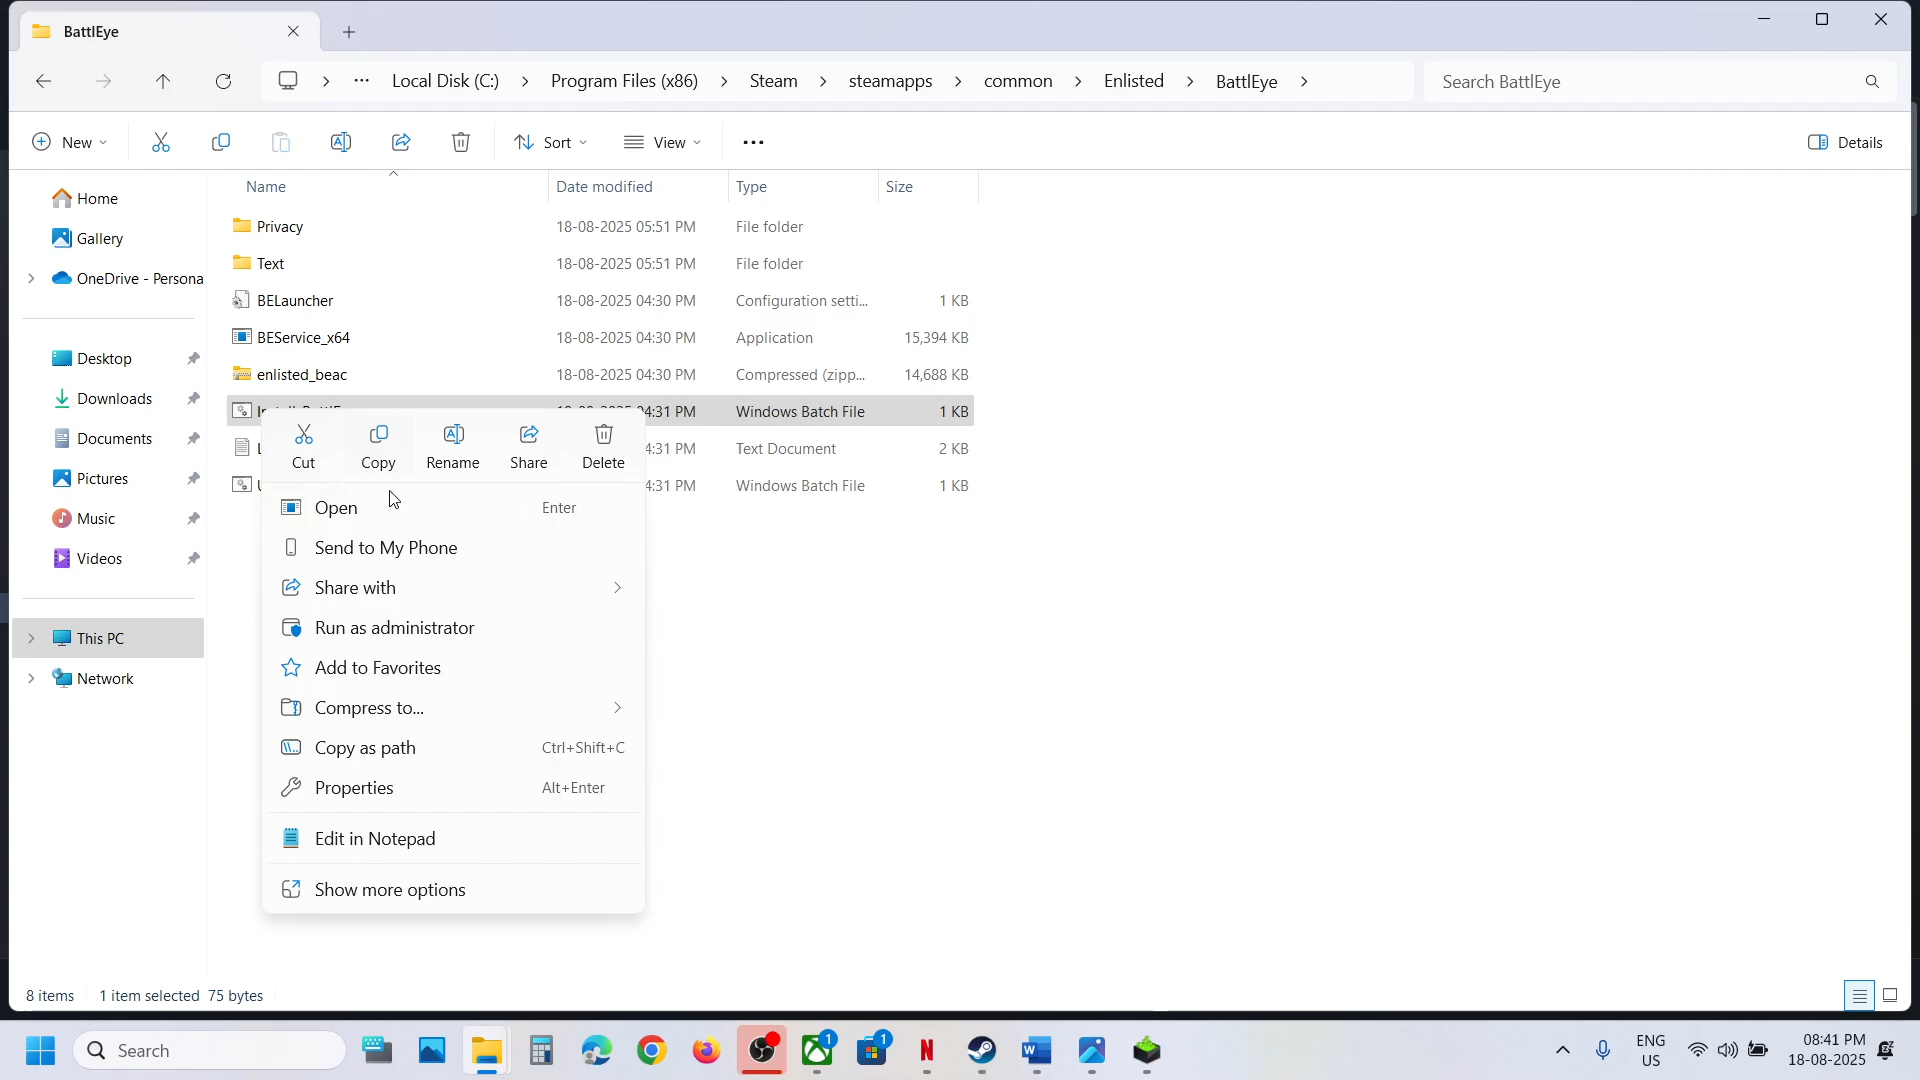 BattlEye
Local Disk (C:) > Program Files (x86) > Steam > steamapps > common > Enlisted > BattlEye >
Search BattlEye
New
Sort
View
Details
Name
Date modified
Type
Size
Home
Gallery
OneDrive - Persona
Desktop
Downloads
Documents
Pictures
Music
Videos
This PC
Network
Privacy 18-08-2025 05:51 PM File folder
Text 18-08-2025 05:51 PM File folder
BELauncher 18-08-2025 04:30 PM Configuration setti... 1 KB
BEService_x64 18-08-2025 04:30 PM Application 15,394 KB
enlisted_beac 18-08-2025 04:30 PM Compressed (zipp... 14,688 KB
4:31 PM Windows Batch File 1 KB
4:31 PM Text Document 2 KB
4:31 PM Windows Batch File 1 KB
Cut
Copy
Rename
Share
Delete
Open Enter
Send to My Phone
Share with
Run as administrator
Add to Favorites
Compress to...
Copy as path Ctrl+Shift+C
Properties Alt+Enter
Edit in Notepad
Show more options
8 items 1 item selected 75 bytes
Search
1
1
ENG
US
08:41 PM
18-08-2025